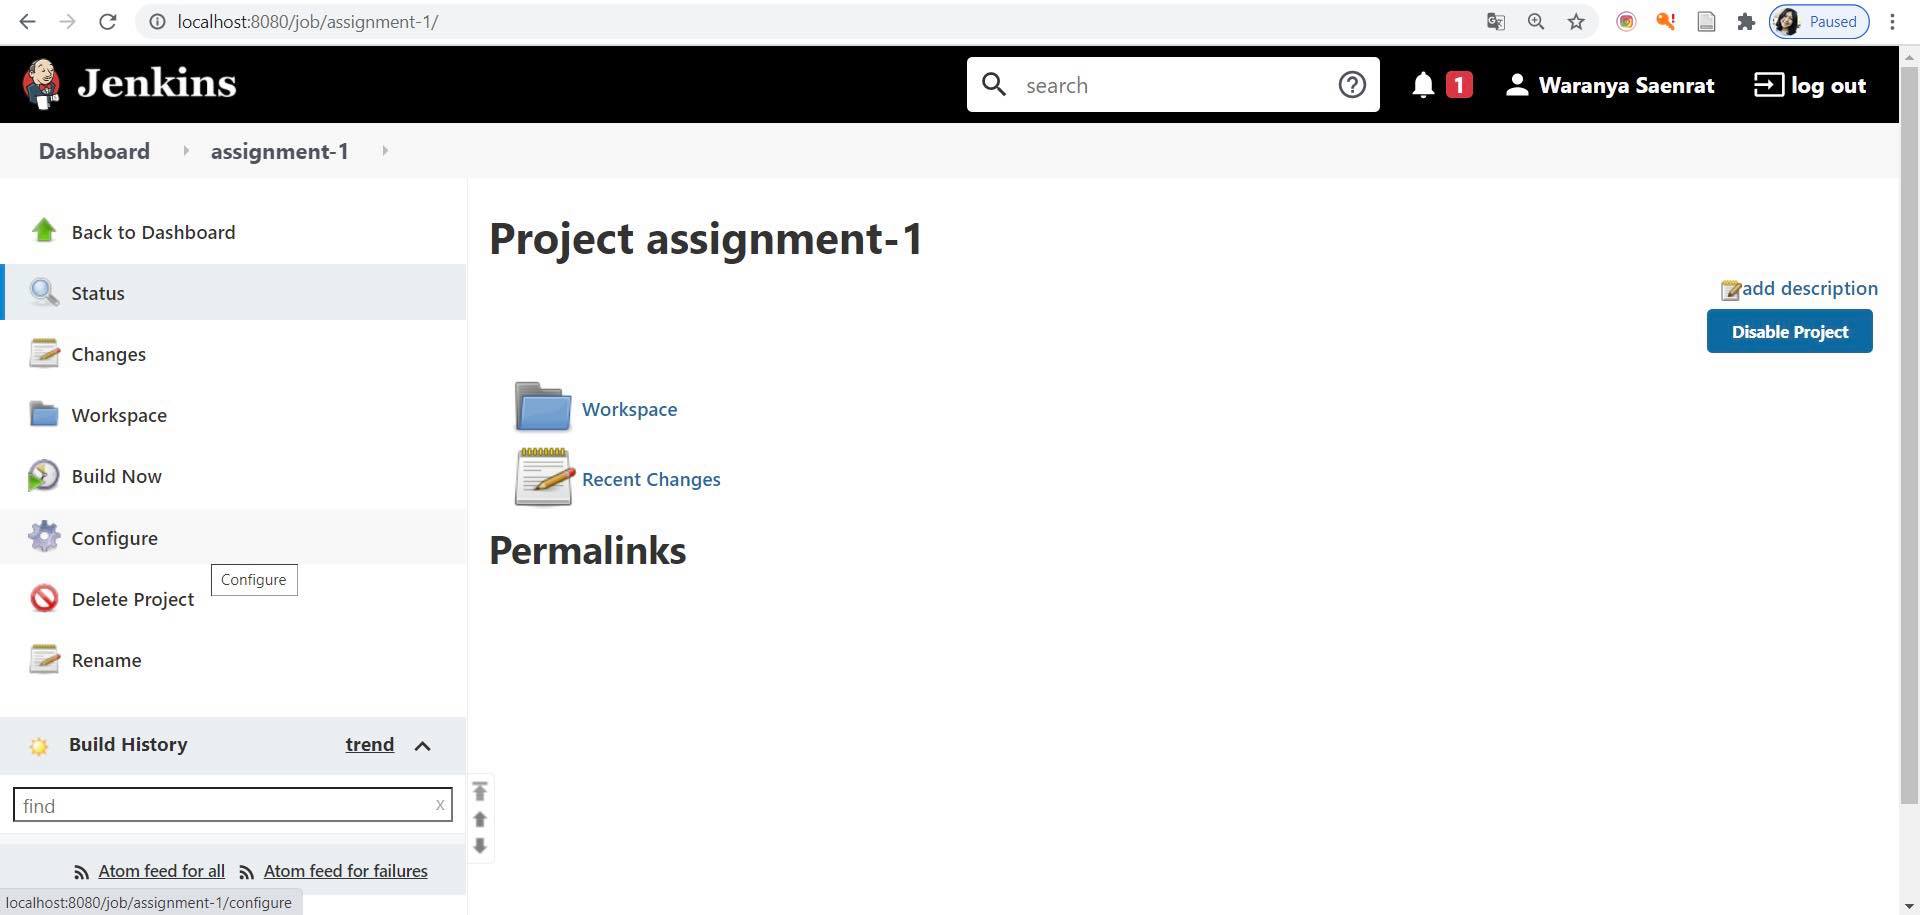 localhost:8080/job/assignment-1/
Paused
Jenkins
search
1
Waranya Saenrat
log out
Dashboard
assignment-1
Back to Dashboard
Status
Changes
Workspace
Build Now
Configure
Configure
Delete Project
Rename
Build History
trend
find
x
Atom feed for all
Atom feed for failures
localhost:8080/job/assignment-1/configure
Project assignment-1
add description
Disable Project
Workspace
Recent Changes
Permalinks